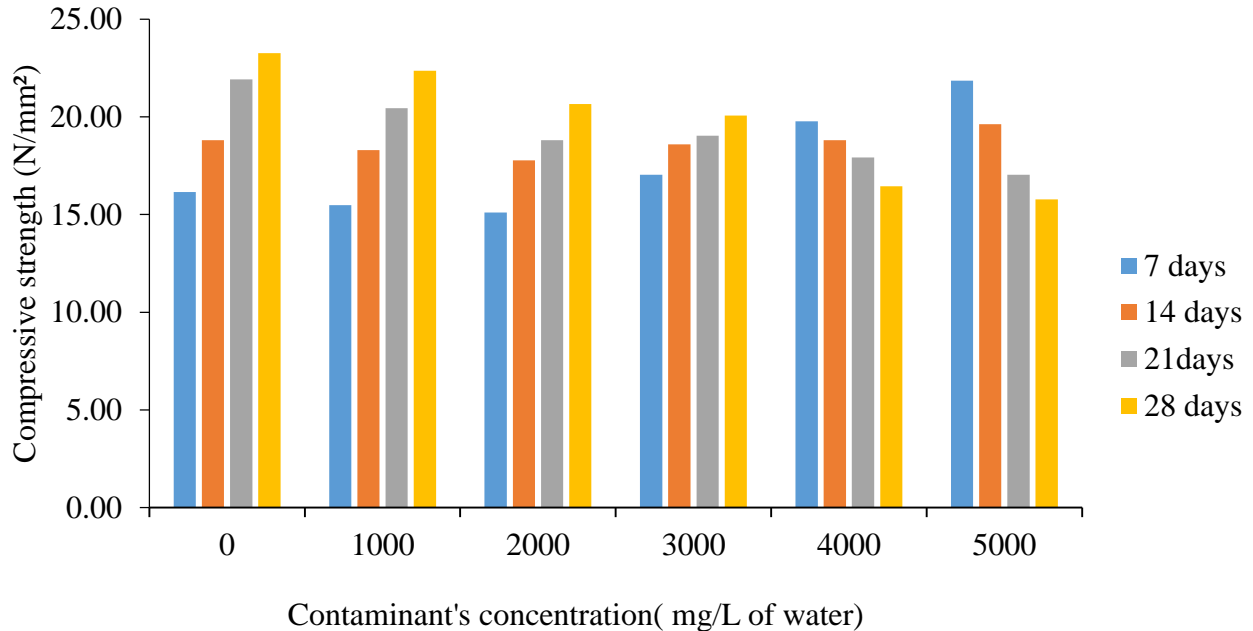 Compressive strength (N/mm²)
25.00
20.00
15.00
10.00
5.00
0.00
0 1000 2000 3000 4000 5000
Contaminant's concentration( mg/L of water)
7 days
14 days
21days
28 days